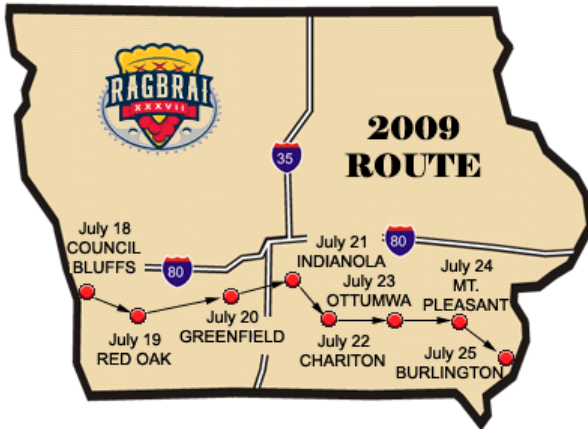 RAGBRAI
XXXVII
2009
ROUTE
35
80
80
July 18
COUNCIL
BLUFFS
July 19
RED OAK
July 20
GREENFIELD
July 21
INDIANOLA
July 22
CHARITON
July 23
OTTUMWA
July 24
MT.
PLEASANT
July 25
BURLINGTON